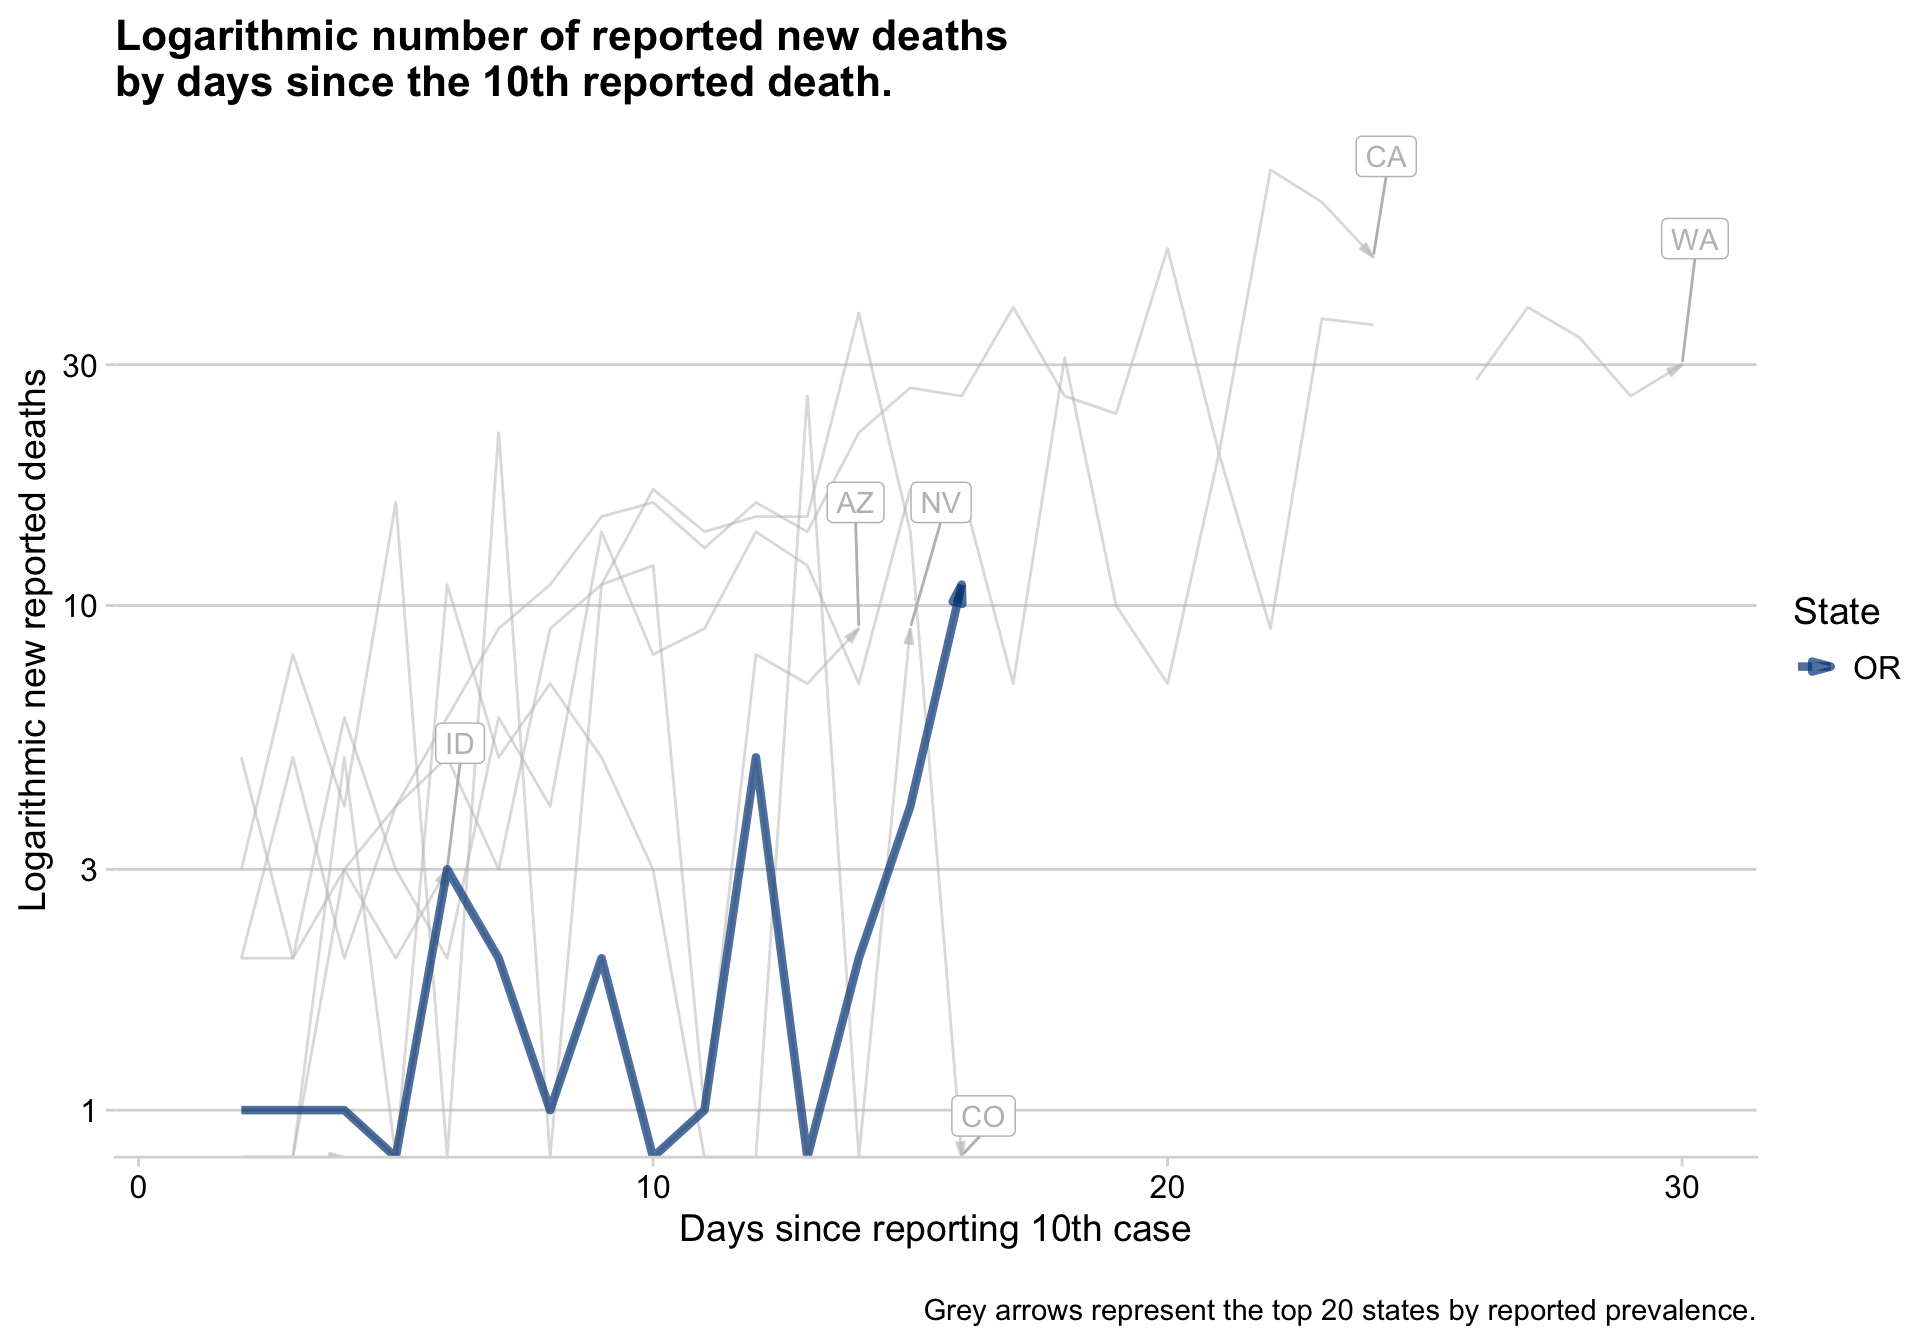 Logarithmic number of reported new deaths
by days since the 10th reported death.
CA
WA
30
AZ
NV
10
ID
3
CO
1
Logarithmic new reported deaths
0
10
20
30
Days since reporting 10th case
State
OR
Grey arrows represent the top 20 states by reported prevalence.